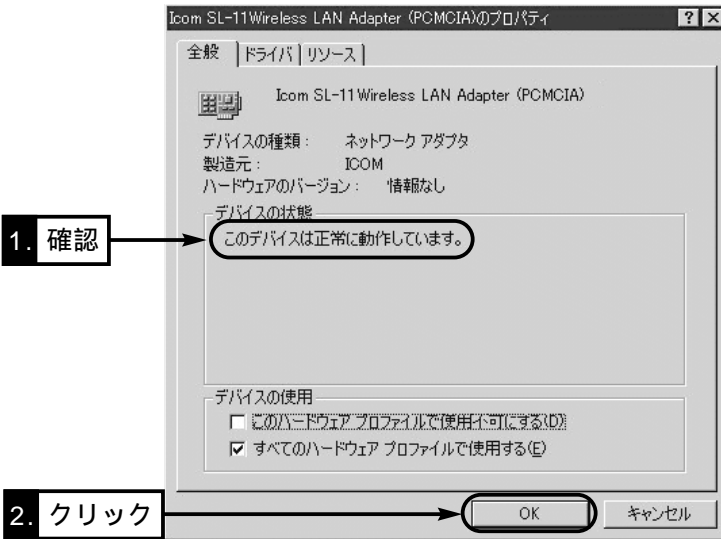 Icom SL-11Wireless LAN Adapter (PCMCIA)のプロパティ
? ×
全般 ドライバ リソース
Icom SL-11Wireless LAN Adapter (PCMCIA)
デバイスの種類： ネットワーク アダプタ
製造元： ICOM
ハードウェアのバージョン： 情報なし
デバイスの状態
1. 確認
このデバイスは正常に動作しています。
デバイスの使用
このハードウェア プロファイルで使用不可にする(D)
すべてのハードウェア プロファイルで使用する(E)
2. クリック
OK キャンセル